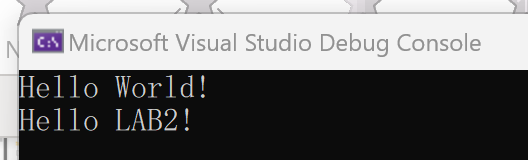 Microsoft Visual Studio Debug Console
Hello World!
Hello LAB2!